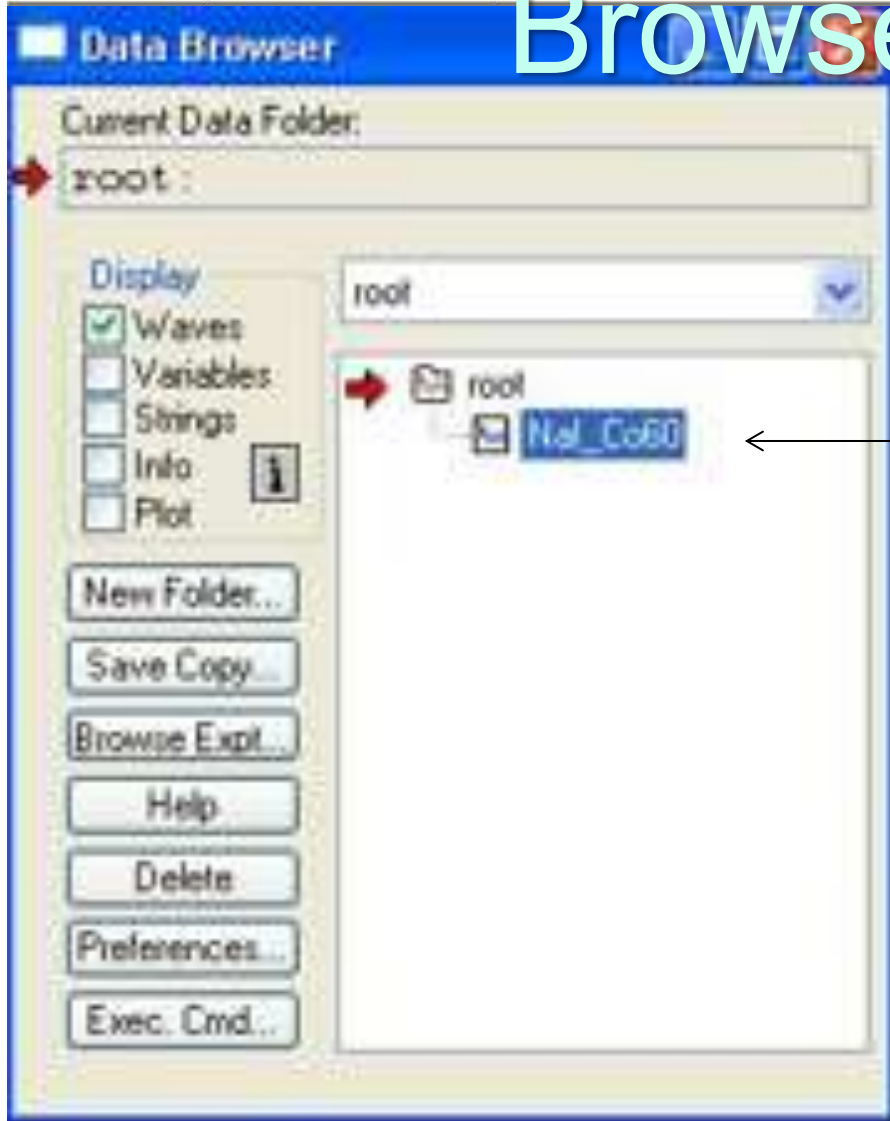 Browse
Data Browser
Current Data Folder:
root:
Display
Waves
Variables
Strings
Info
Plot
root
root
NaI_Co60
New Folder...
Save Copy...
Browse Expt...
Help
Delete
Preferences...
Exec. Cmd...